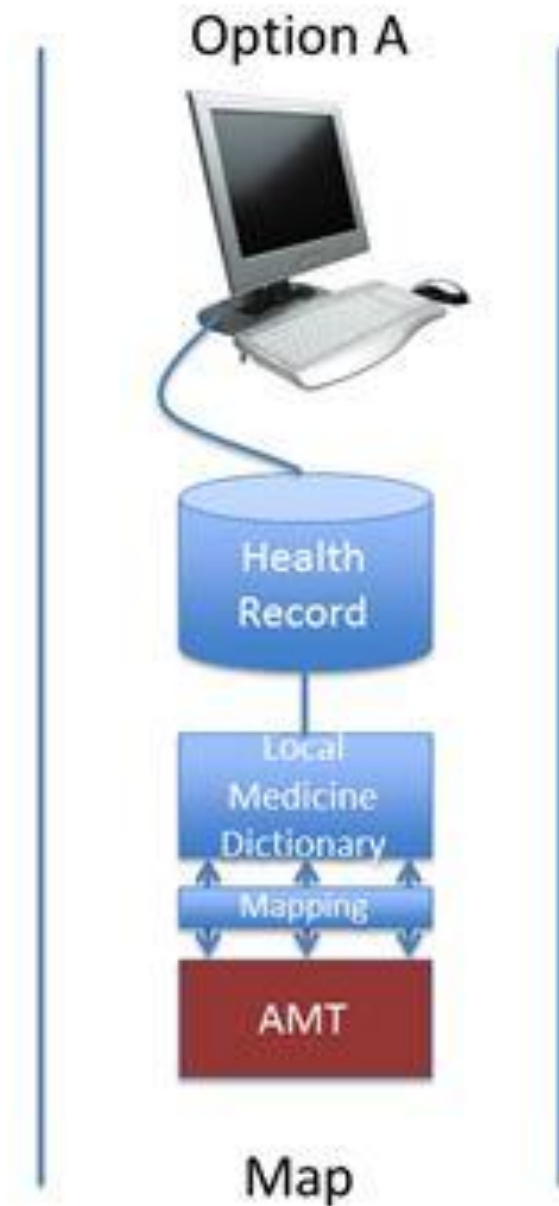 Option A
Health
Record
Local
Medicine
Dictionary
Mapping
AMT
Map